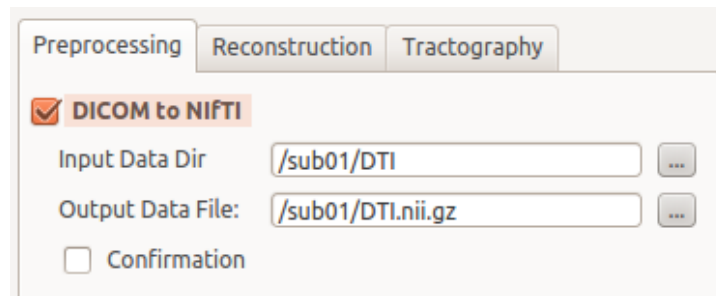 Preprocessing Reconstruction Tractography
DICOM to NIfTI
Input Data Dir /sub01/DTI ...
Output Data File: /sub01/DTI.nii.gz ...
Confirmation